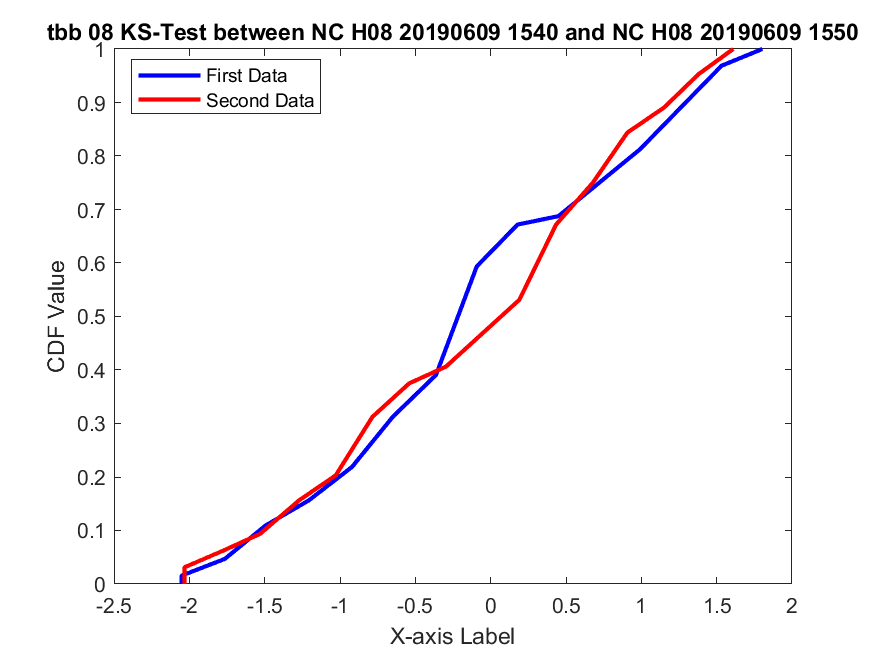 tbb 08 KS-Test between NC H08 20190609 1540 and NC H08 20190609 1550
First Data
Second Data
1
0.9
0.8
0.7
0.6
0.5
0.4
0.3
0.2
0.1
0
CDF Value
-2.5 -2 -1.5 -1 -0.5 0 0.5 1 1.5 2
X-axis Label